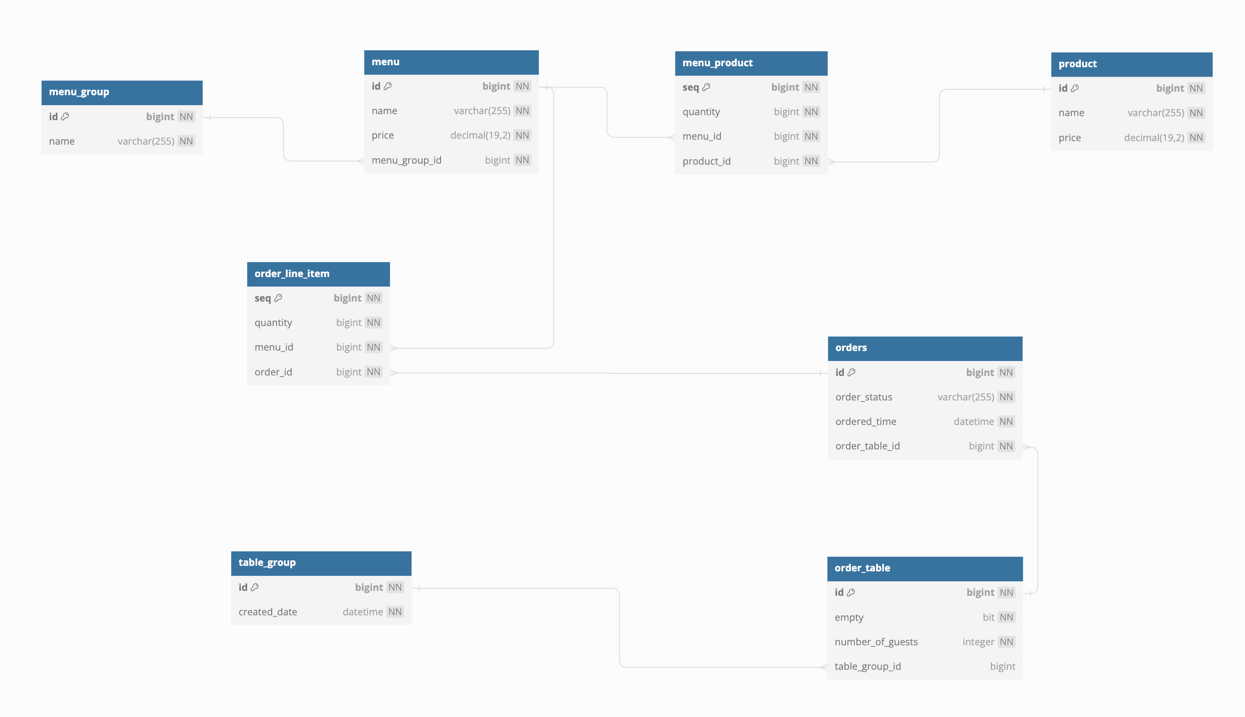 menu_group
id bigint NN
name varchar(255) NN
menu
id bigint NN
name varchar(255) NN
price decimal(19,2) NN
menu_group_id bigint NN
menu_product
seq bigint NN
quantity bigint NN
menu_id bigint NN
product_id bigint NN
product
id bigint NN
name varchar(255) NN
price decimal(19,2) NN
order_line_item
seq bigint NN
quantity bigint NN
menu_id bigint NN
order_id bigint NN
orders
id bigint NN
order_status varchar(255) NN
ordered_time datetime NN
order_table_id bigint NN
table_group
id bigint NN
created_date datetime NN
order_table
id bigint NN
empty bit NN
number_of_guests integer NN
table_group_id bigint